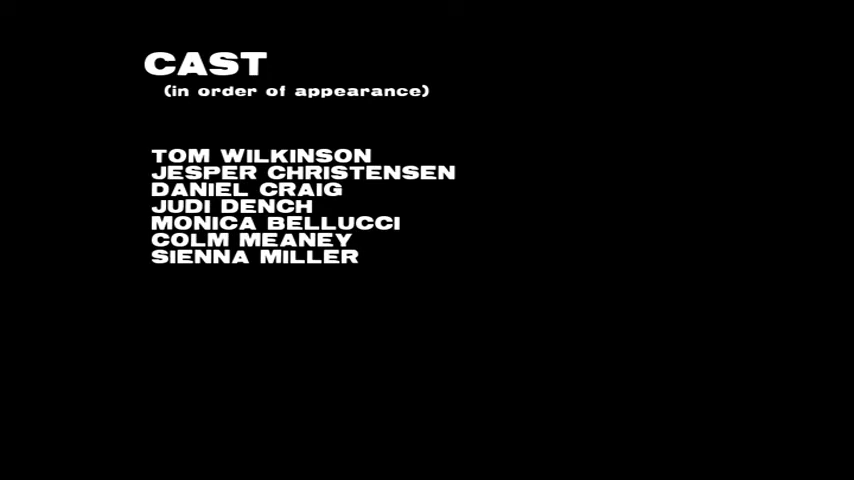 CAST
(in order of appearance)
TOM WILKINSON
JESPER CHRISTENSEN
DANIEL CRAIG
JUDI DENCH
MONICA BELLUCCI
COLM MEANEY
SIENNA MILLER